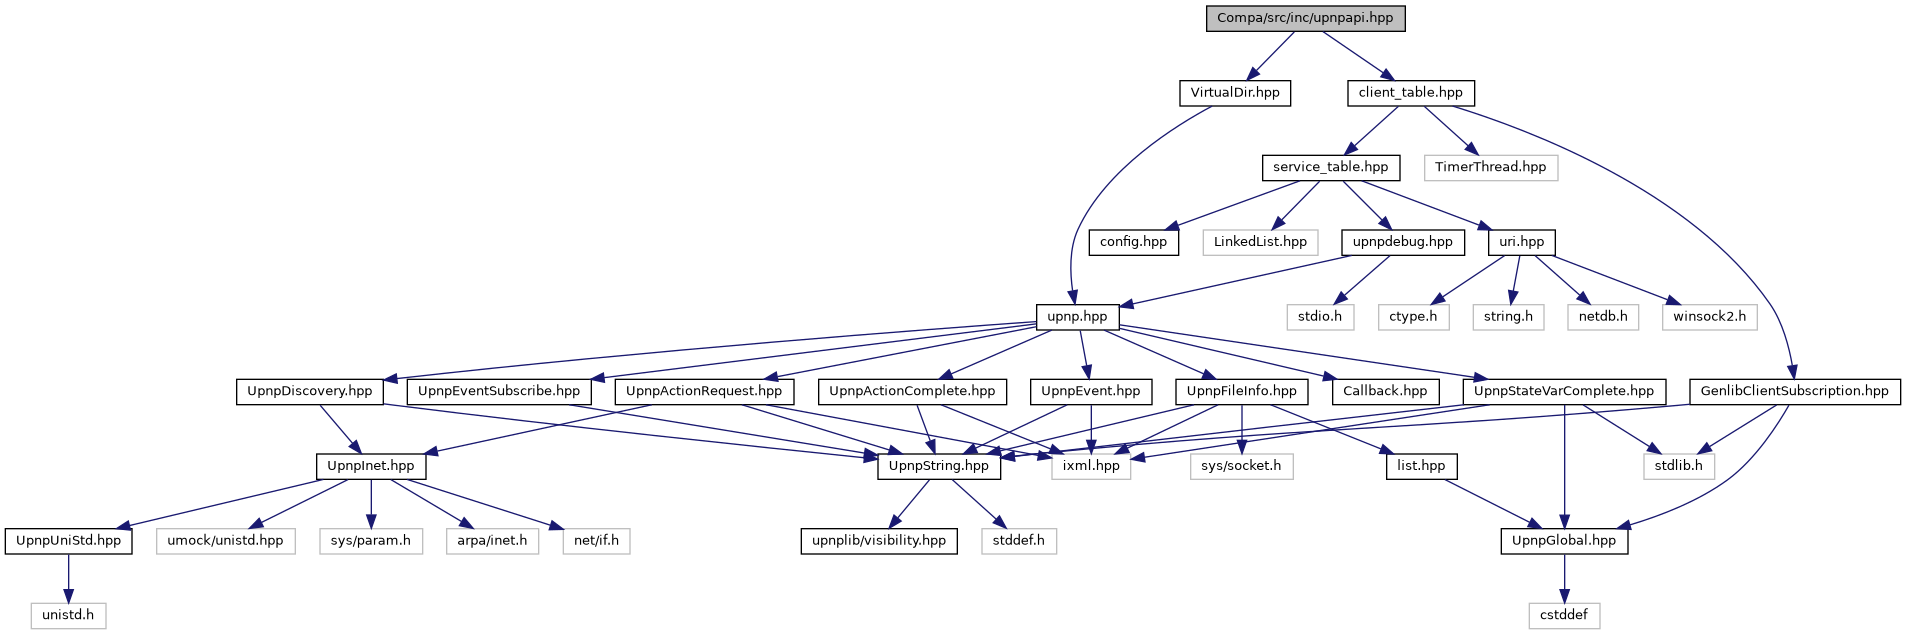 Compa/src/inc/upnpapi.hpp
VirtualDir.hpp
client_table.hpp
service_table.hpp
TimerThread.hpp
config.hpp
LinkedList.hpp
upnpdebug.hpp
uri.hpp
upnp.hpp
stdio.h
ctype.h
string.h
netdb.h
winsock2.h
UpnpDiscovery.hpp
UpnpEventSubscribe.hpp
UpnpActionRequest.hpp
UpnpActionComplete.hpp
UpnpEvent.hpp
UpnpFileInfo.hpp
Callback.hpp
UpnpStateVarComplete.hpp
GenlibClientSubscription.hpp
UpnpInet.hpp
UpnpString.hpp
ixml.hpp
sys/socket.h
list.hpp
stdlib.h
UpnpUniStd.hpp
umock/unistd.hpp
sys/param.h
arpa/inet.h
net/if.h
upnplib/visibility.hpp
stddef.h
UpnpGlobal.hpp
unistd.h
cstddef